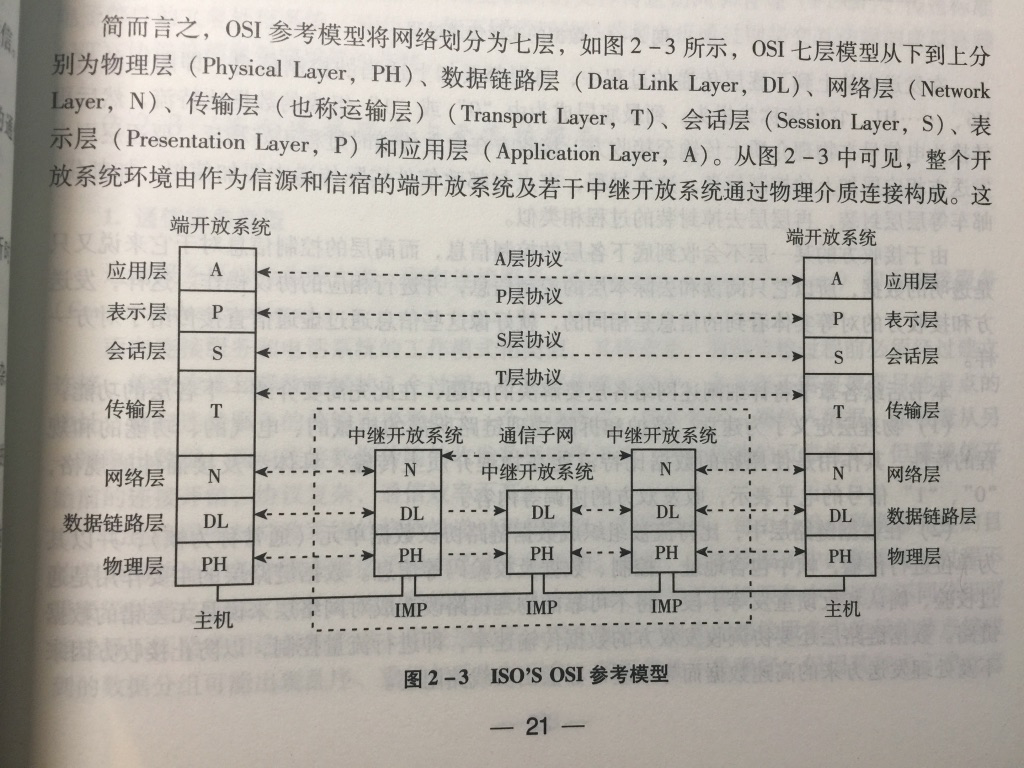 简而言之，OSI 参考模型将网络划分为七层，如图 2-3 所示，OSI 七层模型从下到上分
别为物理层（Physical Layer，PH）、数据链路层（Data Link Layer，DL）、网络层（Network
Layer，N）、传输层（也称运输层）（Transport Layer，T）、会话层（Session Layer，S）、表
示层（Presentation Layer，P）和应用层（Application Layer，A）。从图 2-3 中可见，整个开
放系统环境由作为信源和信宿的端开放系统及若干中继开放系统通过物理介质连接构成。这
端开放系统 端开放系统
应用层 A A层协议 A 应用层
表示层 P P层协议 P 表示层
会话层 S S层协议 S 会话层
传输层 T T层协议 T 传输层
中继开放系统 通信子网 中继开放系统
网络层 N N 中继开放系统 N N 网络层
数据链路层 DL DL DL DL DL 数据链路层
物理层 PH PH PH PH PH 物理层
主机 IMP IMP IMP 主机
图 2-3 ISO'S OSI 参考模型
— 21 —